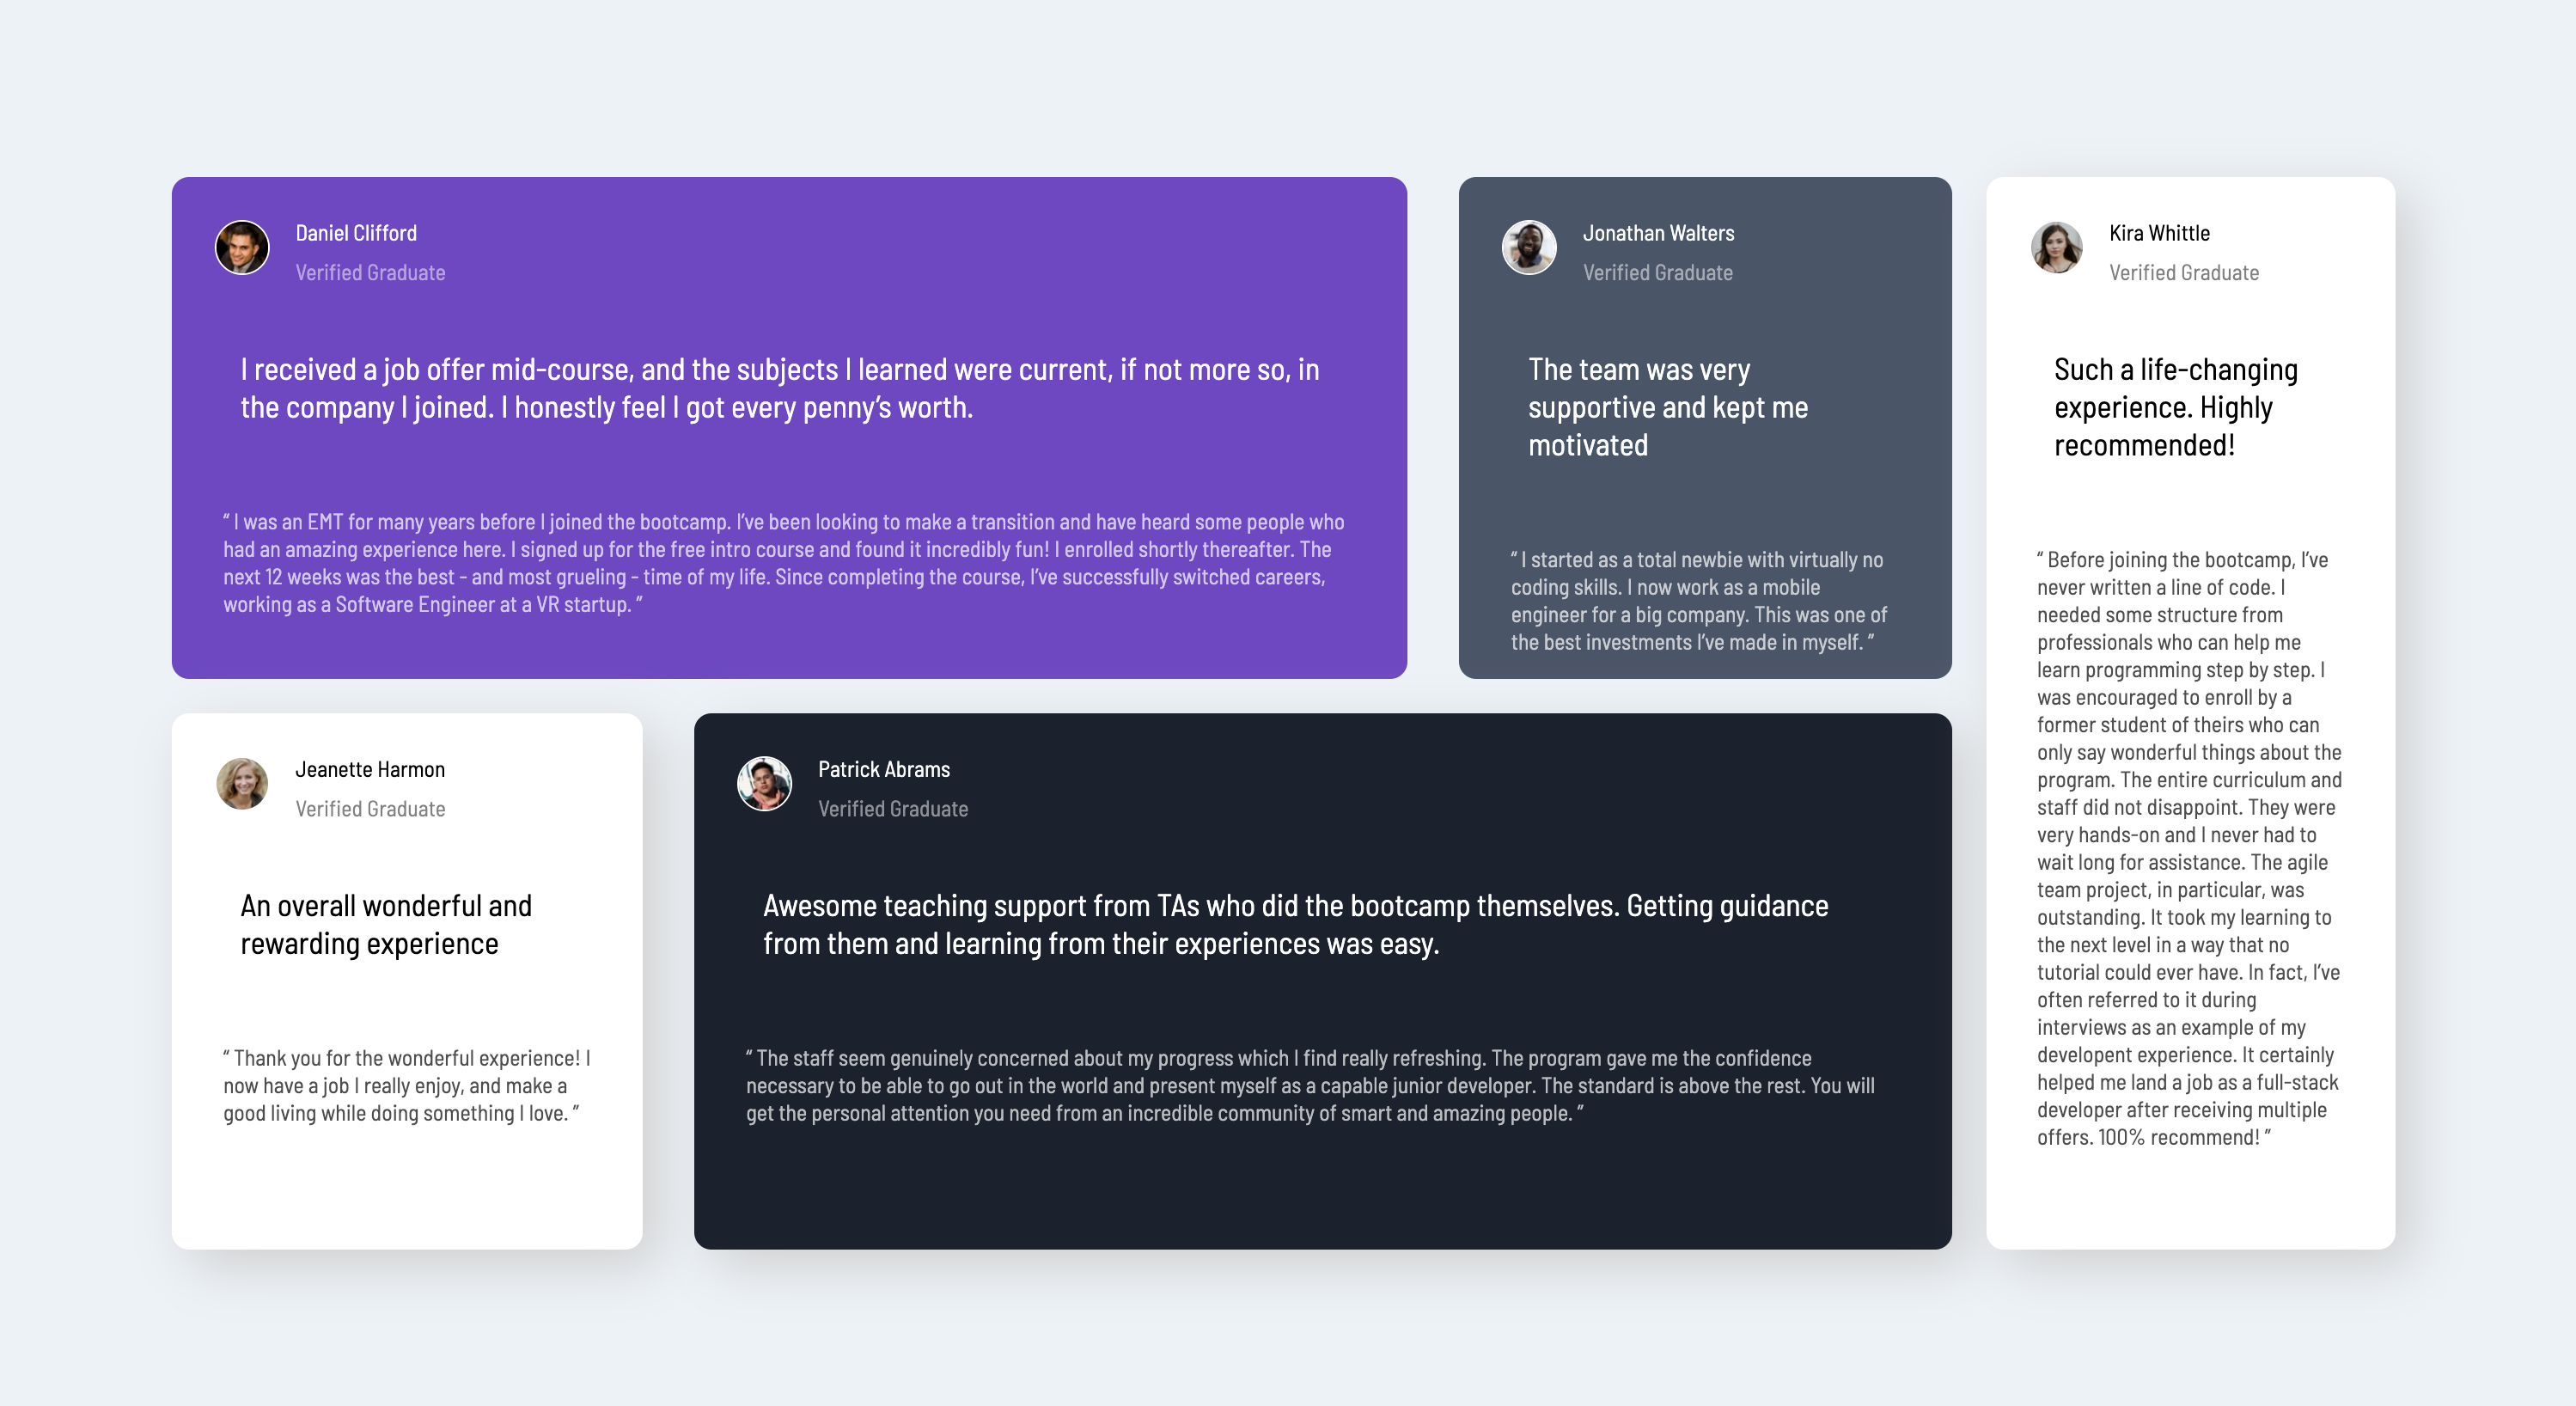 Daniel Clifford
Verified Graduate
I received a job offer mid-course, and the subjects I learned were current, if not more so, in
the company I joined. I honestly feel I got every penny’s worth.
“ I was an EMT for many years before I joined the bootcamp. I’ve been looking to make a transition and have heard some people who
had an amazing experience here. I signed up for the free intro course and found it incredibly fun! I enrolled shortly thereafter. The
next 12 weeks was the best - and most grueling - time of my life. Since completing the course, I’ve successfully switched careers,
working as a Software Engineer at a VR startup. ”
Jonathan Walters
Verified Graduate
The team was very
supportive and kept me
motivated
“ I started as a total newbie with virtually no
coding skills. I now work as a mobile
engineer for a big company. This was one of
the best investments I’ve made in myself. ”
Kira Whittle
Verified Graduate
Such a life-changing
experience. Highly
recommended!
“ Before joining the bootcamp, I’ve
never written a line of code. I
needed some structure from
professionals who can help me
learn programming step by step. I
was encouraged to enroll by a
former student of theirs who can
only say wonderful things about the
program. The entire curriculum and
staff did not disappoint. They were
very hands-on and I never had to
wait long for assistance. The agile
team project, in particular, was
outstanding. It took my learning to
the next level in a way that no
tutorial could ever have. In fact, I’ve
often referred to it during
interviews as an example of my
developent experience. It certainly
helped me land a job as a full-stack
developer after receiving multiple
offers. 100% recommend! ”
Jeanette Harmon
Verified Graduate
An overall wonderful and
rewarding experience
“ Thank you for the wonderful experience! I
now have a job I really enjoy, and make a
good living while doing something I love. ”
Patrick Abrams
Verified Graduate
Awesome teaching support from TAs who did the bootcamp themselves. Getting guidance
from them and learning from their experiences was easy.
“ The staff seem genuinely concerned about my progress which I find really refreshing. The program gave me the confidence
necessary to be able to go out in the world and present myself as a capable junior developer. The standard is above the rest. You will
get the personal attention you need from an incredible community of smart and amazing people. ”